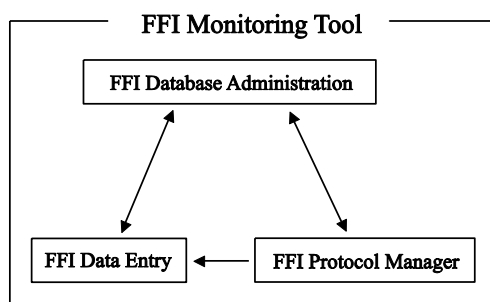 FFI Monitoring Tool
FFI Database Administration
FFI Data Entry
FFI Protocol Manager